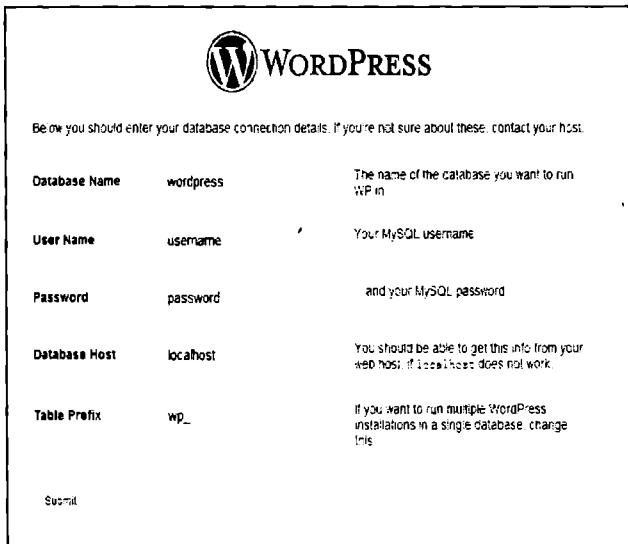 WORDPRESS
Below you should enter your database connection details. If you're not sure about these, contact your host.
Database Name wordpress The name of the database you want to run
WP in
User Name username Your MySQL username
Password password and your MySQL password
Database Host localhost You should be able to get this info from your
web host, if localhost does not work.
Table Prefix wp_ If you want to run multiple WordPress
installations in a single database, change
this
Submit